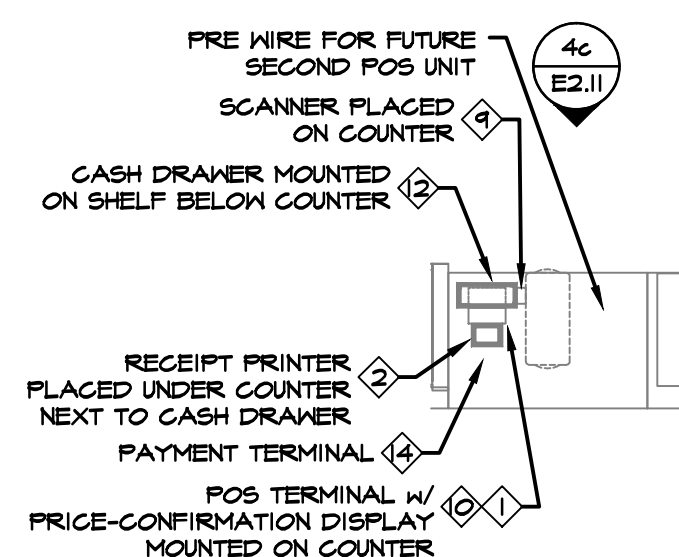 PRE WIRE FOR FUTURE
SECOND POS UNIT
4c
E2.11
SCANNER PLACED
ON COUNTER
9
CASH DRAWER MOUNTED
ON SHELF BELOW COUNTER
12
RECEIPT PRINTER
PLACED UNDER COUNTER
NEXT TO CASH DRAWER
2
PAYMENT TERMINAL
14
POS TERMINAL w/
PRICE-CONFIRMATION DISPLAY
MOUNTED ON COUNTER
10
1